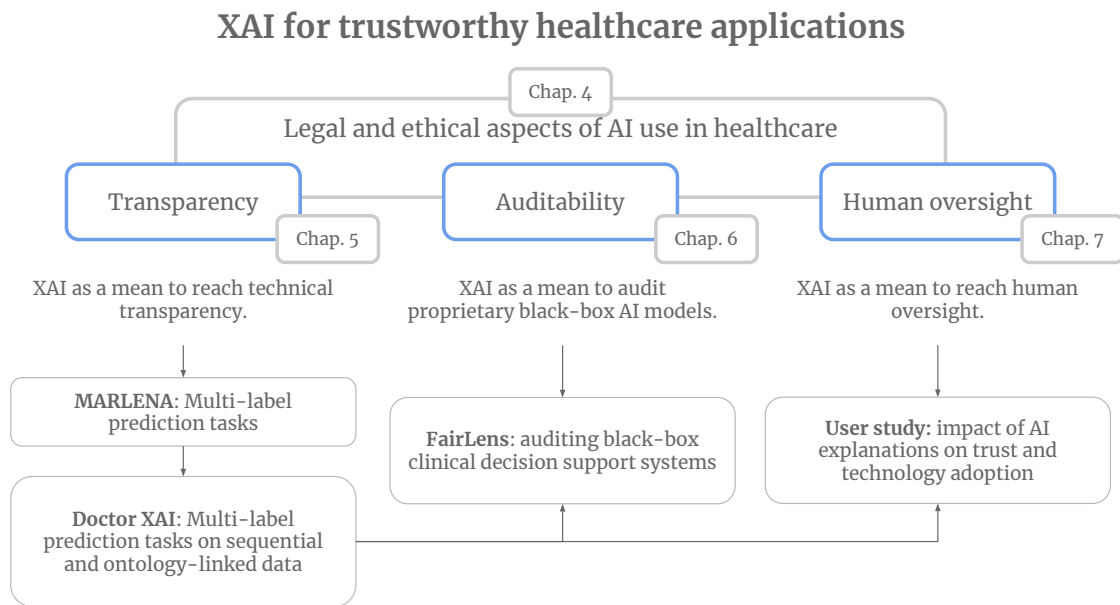 XAI for trustworthy healthcare applications
Chap. 4
Legal and ethical aspects of AI use in healthcare
Transparency
Chap. 5
Auditability
Chap. 6
Human oversight
Chap. 7
XAI as a mean to reach technical
transparency.
XAI as a mean to audit
proprietary black-box AI models.
XAI as a mean to reach human
oversight.
MARLENA: Multi-label
prediction tasks
FairLens: auditing black-box
clinical decision support systems
User study: impact of AI
explanations on trust and
technology adoption
Doctor XAI: Multi-label
prediction tasks on sequential
and ontology-linked data